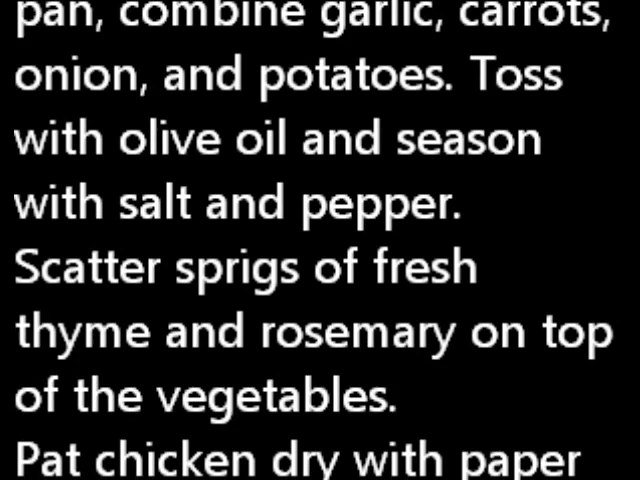 pan, combine garlic, carrots,
onion, and potatoes. Toss
with olive oil and season
with salt and pepper.
Scatter sprigs of fresh
thyme and rosemary on top
of the vegetables.
Pat chicken dry with paper